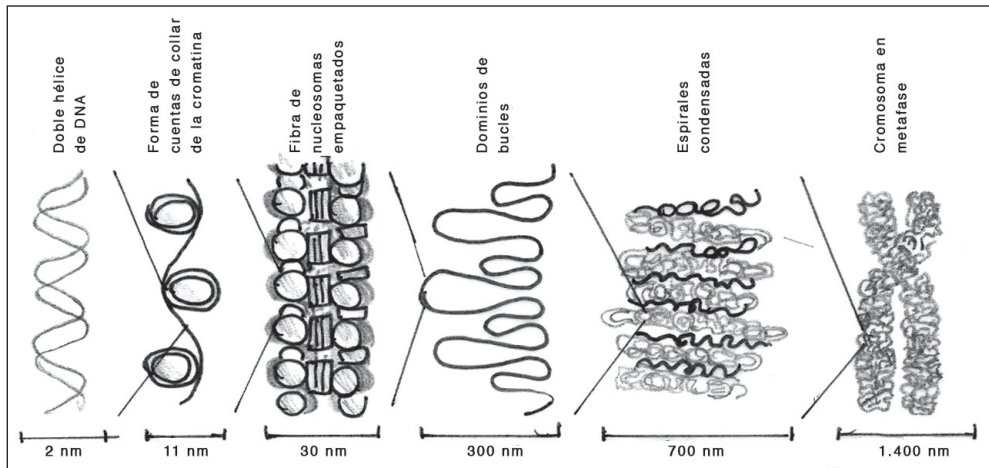 Doble hélice
de DNA
Forma de
cuentas de collar
de la cromatina
Fibra de
nucleosomas
empaquetados
Dominios de
bucles
Espirales
condensadas
Cromosoma en
metafase
2 nm
11 nm
30 nm
300 nm
700 nm
1.400 nm